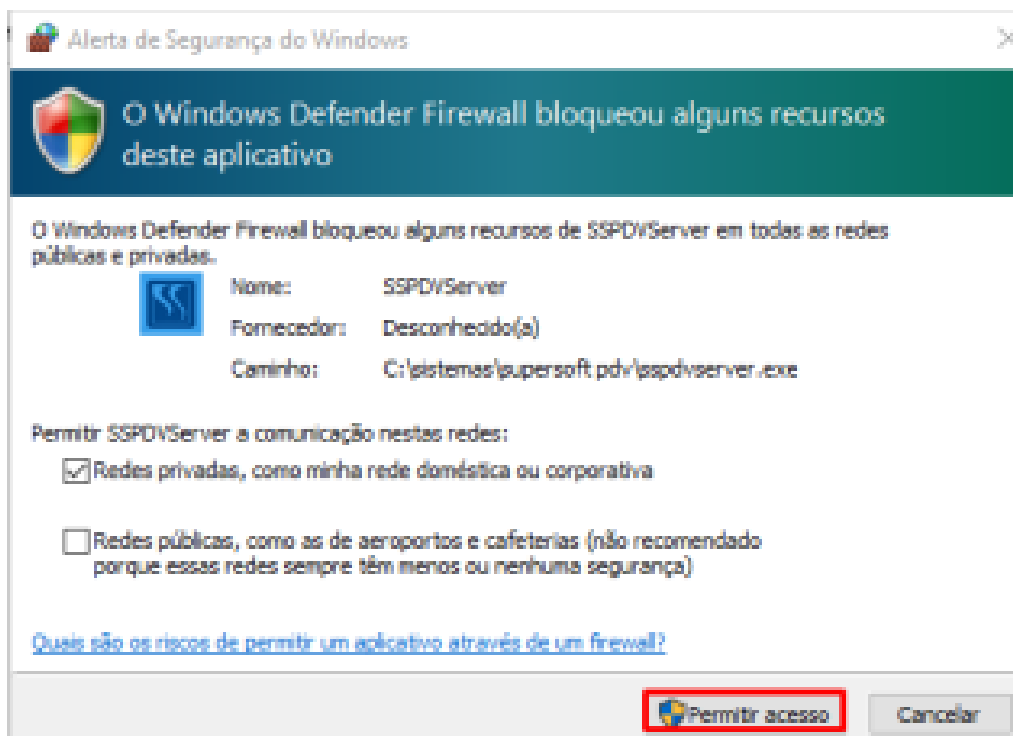 Alerta de Segurança do Windows
O Windows Defender Firewall bloqueou alguns recursos
deste aplicativo
O Windows Defender Firewall bloqueou alguns recursos de SSPDVServer em todas as redes
públicas e privadas.
Nome: SSPDVServer
Fornecedor: Desconhecido(a)
Caminho: C:\sistemas\supersoft pdv\sspdvserver.exe
Permitir SSPDVServer a comunicação nestas redes:
Redes privadas, como minha rede doméstica ou corporativa
Redes públicas, como as de aeroportos e cafeterias (não recomendado
porque essas redes sempre têm menos ou nenhuma segurança)
Quais são os riscos de permitir um aplicativo através de um firewall?
Permitir acesso Cancelar